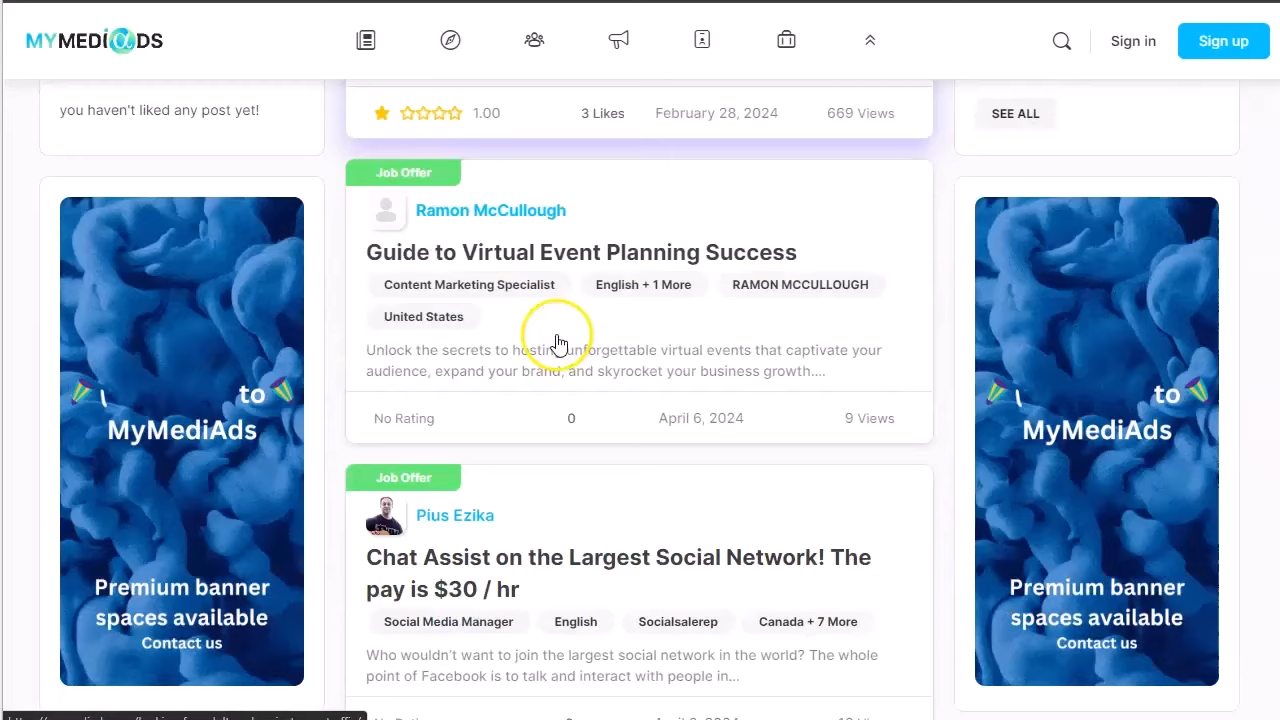 MYMEDi@DS
Sign in
Sign up
you haven't liked any post yet!
1.00
3 Likes
February 28, 2024
669 Views
SEE ALL
Job Offer
Ramon McCullough
Guide to Virtual Event Planning Success
Content Marketing Specialist
English + 1 More
RAMON MCCULLOUGH
United States
Unlock the secrets to hosting unforgettable virtual events that captivate your
audience, expand your brand, and skyrocket your business growth....
No Rating
0
April 6, 2024
9 Views
Job Offer
Pius Ezika
Chat Assist on the Largest Social Network! The
pay is $30 / hr
Social Media Manager
English
Socialsalerep
Canada + 7 More
Who wouldn't want to join the largest social network in the world? The whole
point of Facebook is to talk and interact with people in...
to
MyMediAds
Premium banner
spaces available
Contact us
to
MyMediAds
Premium banner
spaces available
Contact us